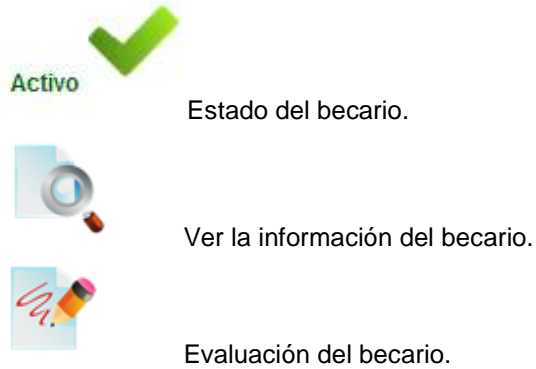 Activo
Estado del becario.
Ver la información del becario.
Evaluación del becario.